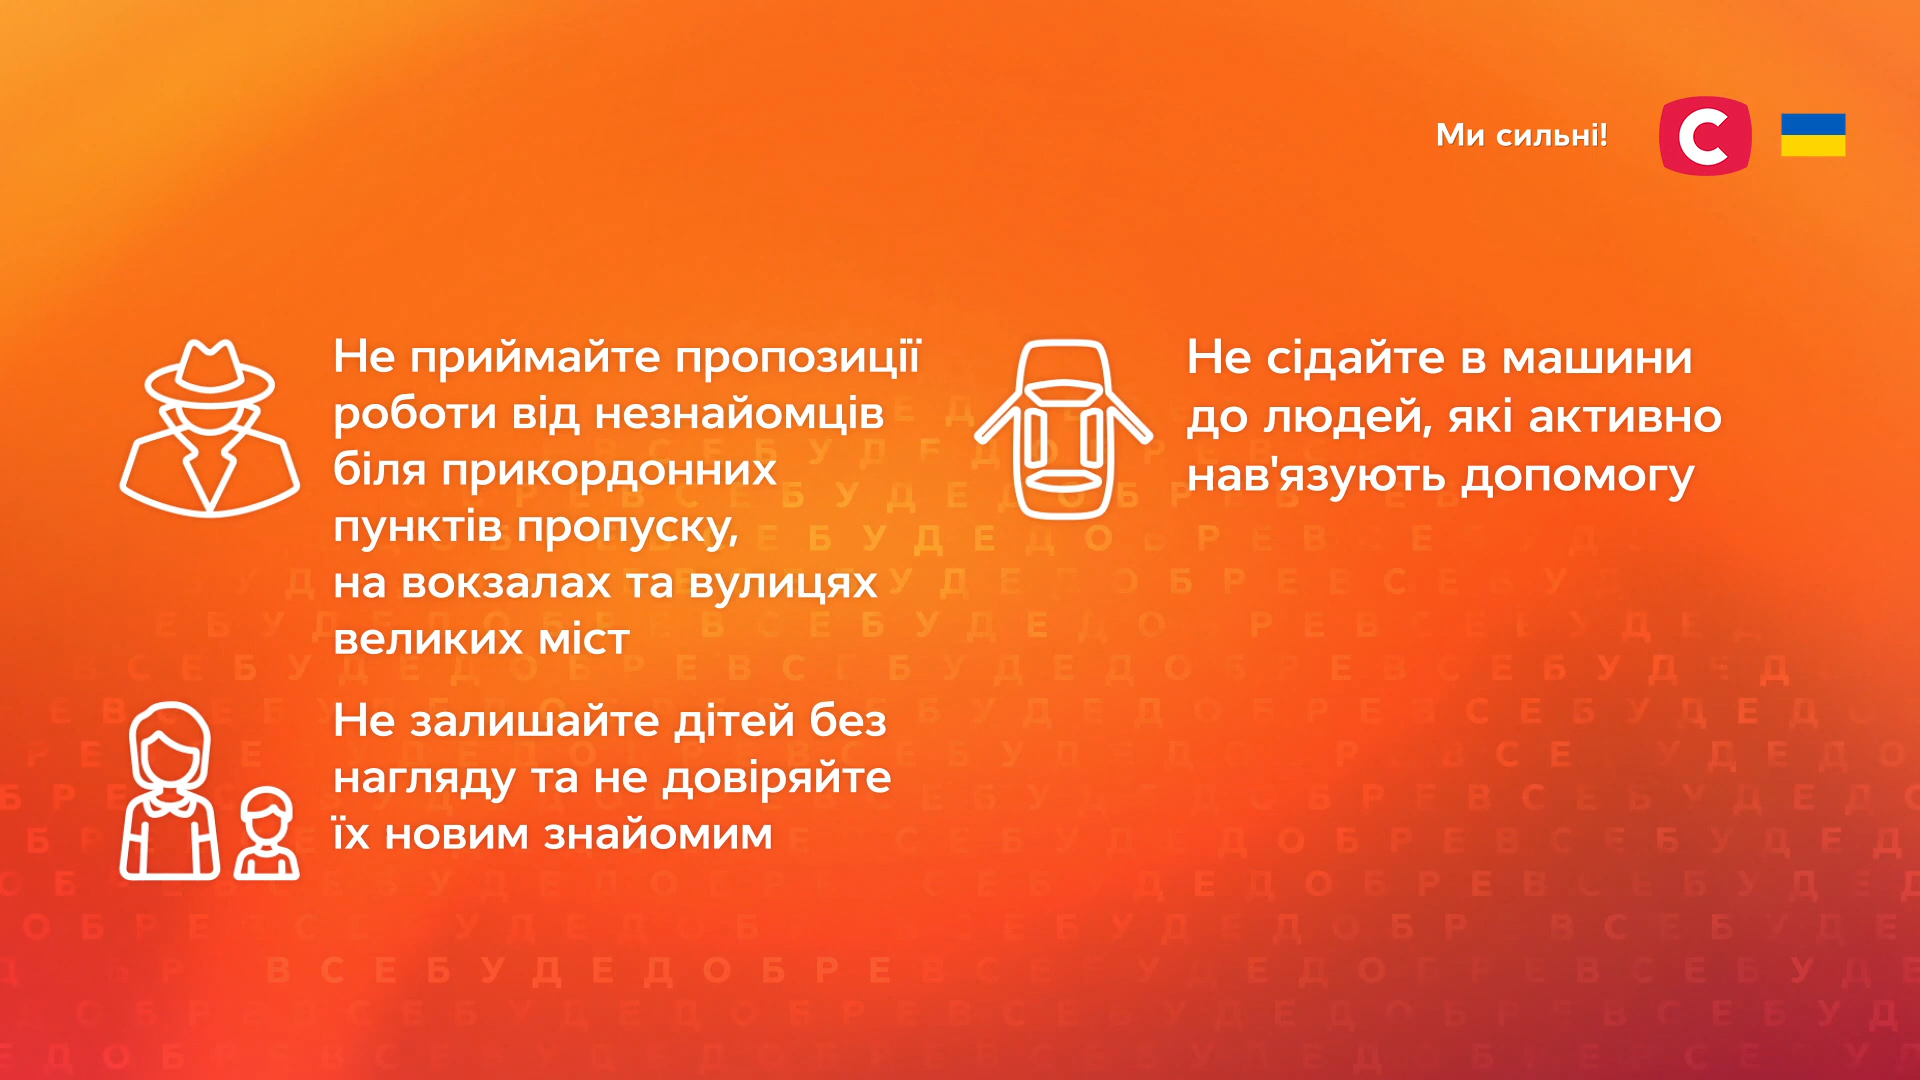 Ми сильні!
Не приймайте пропозиції
роботи від незнайомців
біля прикордонних
пунктів пропуску,
на вокзалах та вулицях
великих міст
Не сідайте в машини
до людей, які активно
нав'язують допомогу
Не залишайте дітей без
нагляду та не довіряйте
їх новим знайомим
ВСЕБУДЕДОБРЕ